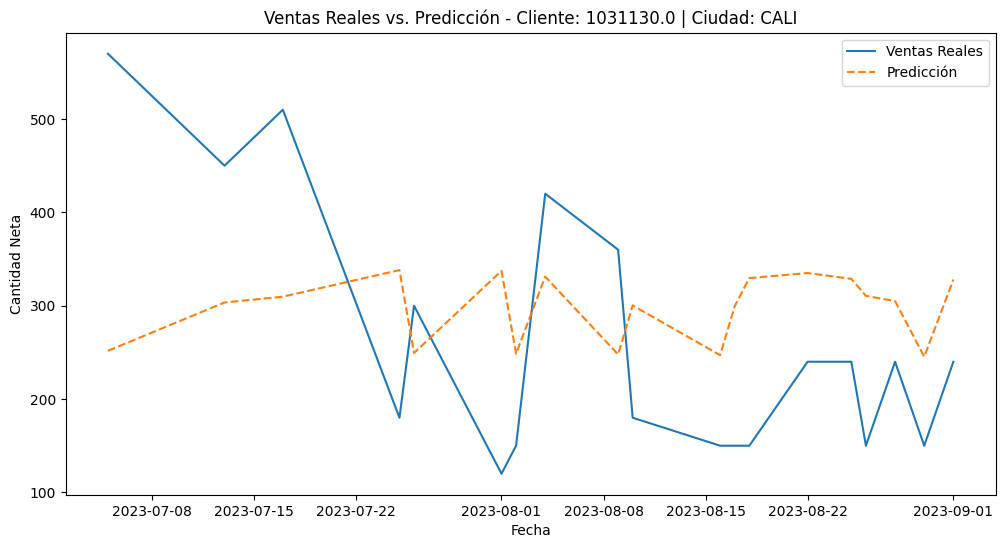 Ventas Reales vs. Predicción - Cliente: 1031130.0 | Ciudad: CALI
Ventas Reales
Predicción
Cantidad Neta
500
400
300
200
100
2023-07-08
2023-07-15
2023-07-22
2023-08-01
2023-08-08
2023-08-15
2023-08-22
2023-09-01
Fecha